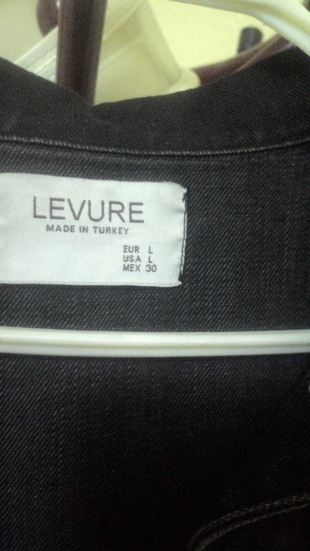 LEVURE
MADE IN TURKEY
EUR L
USA L
MEX 30